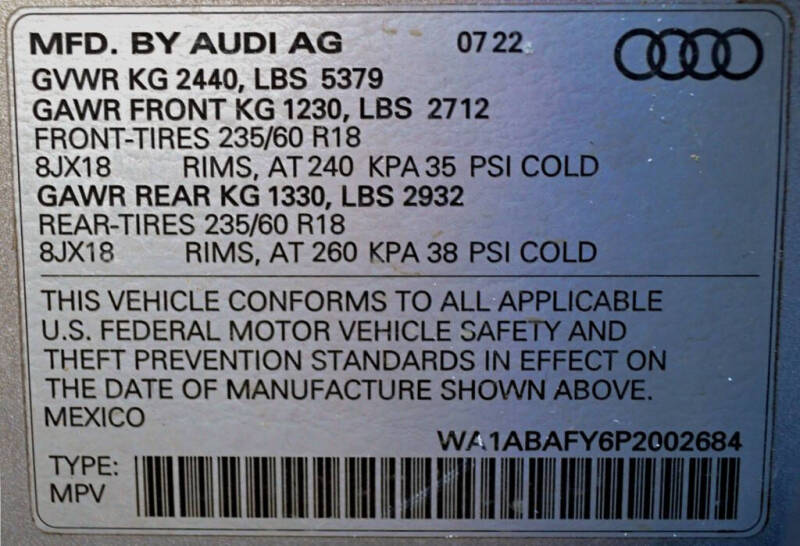 MFD. BY AUDI AG 07 22
GVWR KG 2440, LBS 5379
GAWR FRONT KG 1230, LBS 2712
FRONT-TIRES 235/60 R18
8JX18 RIMS, AT 240 KPA 35 PSI COLD
GAWR REAR KG 1330, LBS 2932
REAR-TIRES 235/60 R18
8JX18 RIMS, AT 260 KPA 38 PSI COLD
THIS VEHICLE CONFORMS TO ALL APPLICABLE
U.S. FEDERAL MOTOR VEHICLE SAFETY AND
THEFT PREVENTION STANDARDS IN EFFECT ON
THE DATE OF MANUFACTURE SHOWN ABOVE.
MEXICO
WA1ABAFY6P2002684
TYPE:
MPV